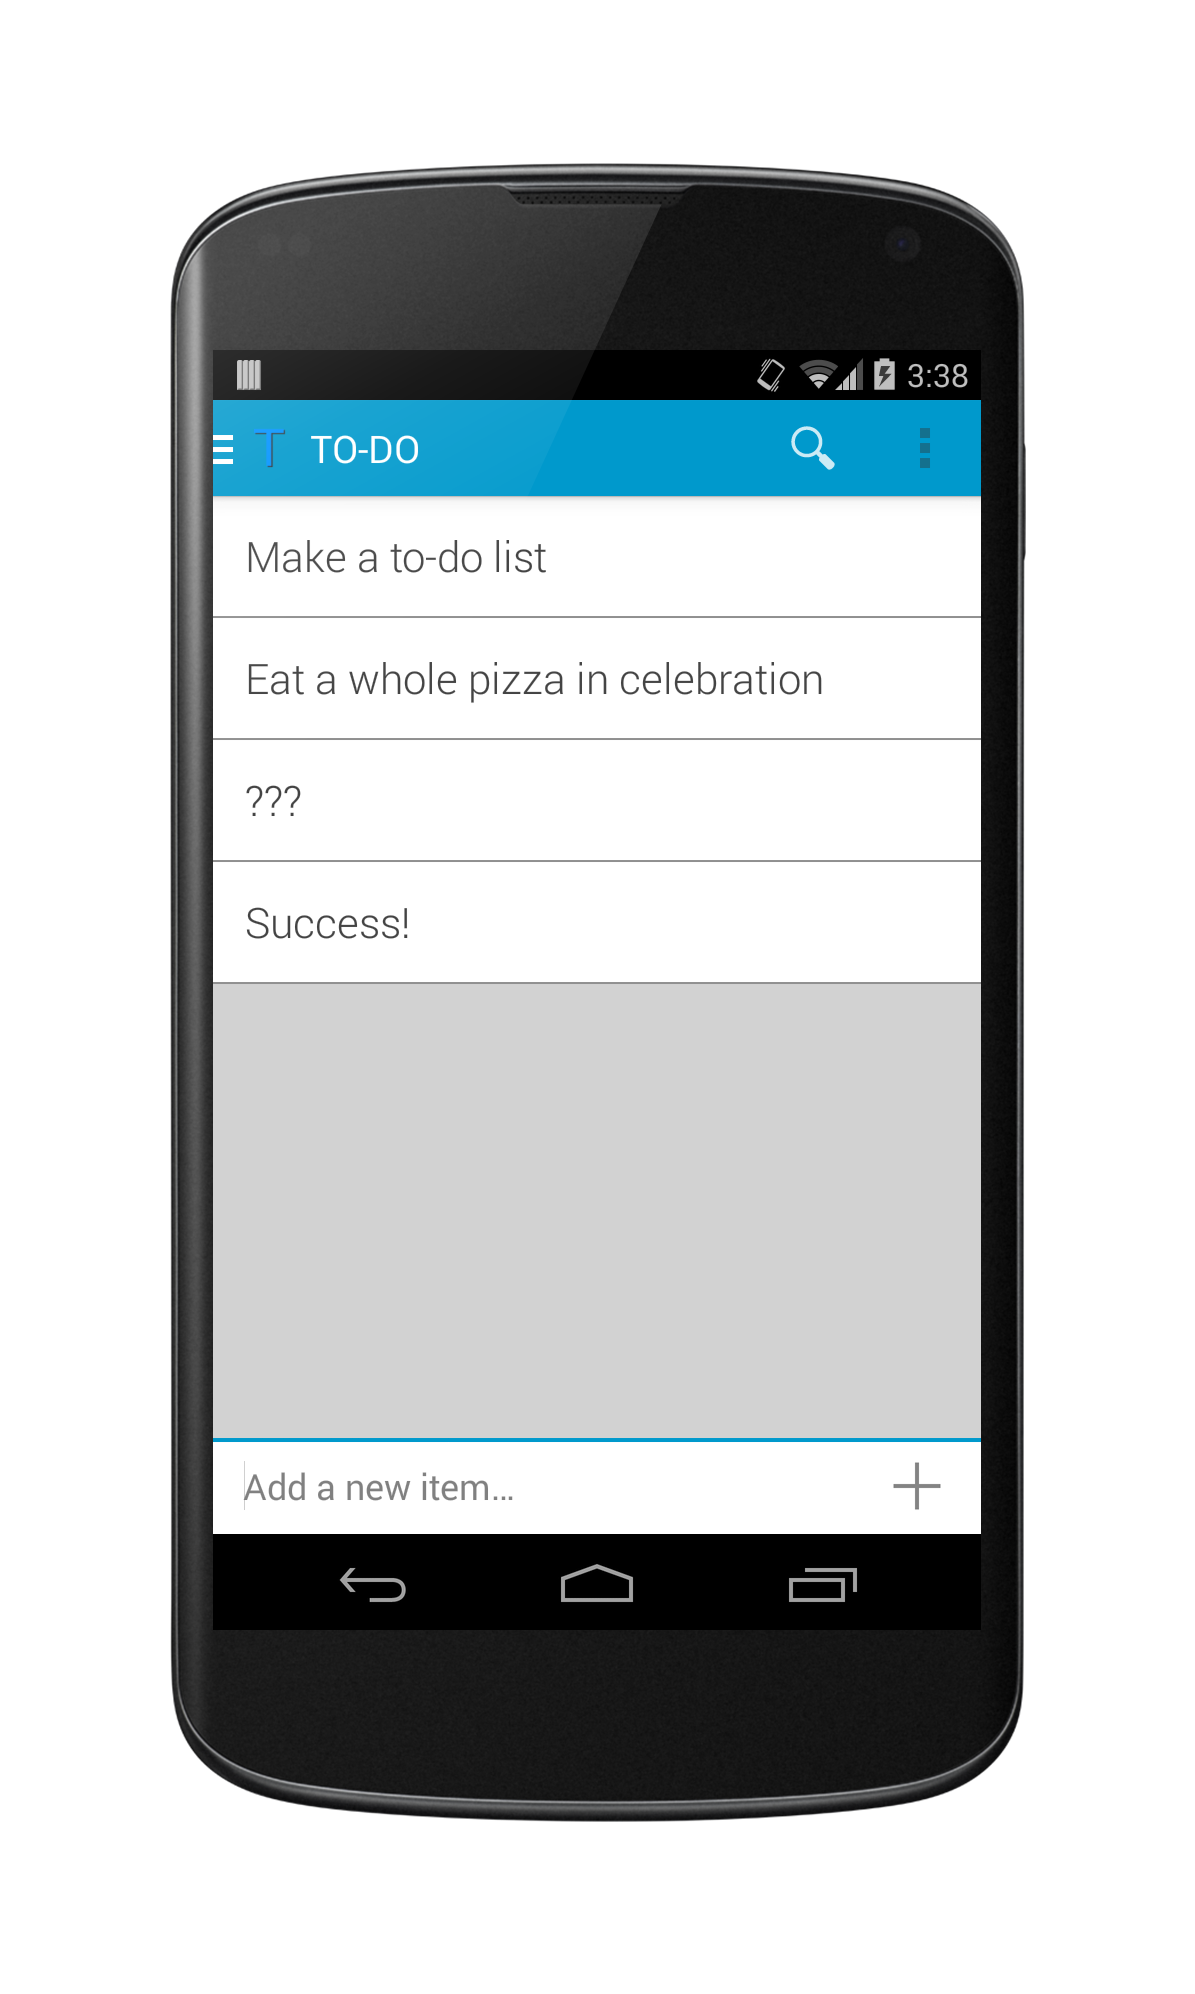 3:38
T TO-DO
Make a to-do list
Eat a whole pizza in celebration
???
Success!
Add a new item...